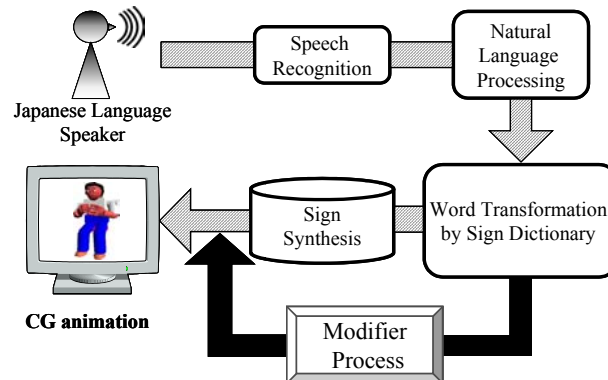 Japanese Language
Speaker
Speech
Recognition
Natural
Language
Processing
Word Transformation
by Sign Dictionary
Sign
Synthesis
CG animation
Modifier
Process